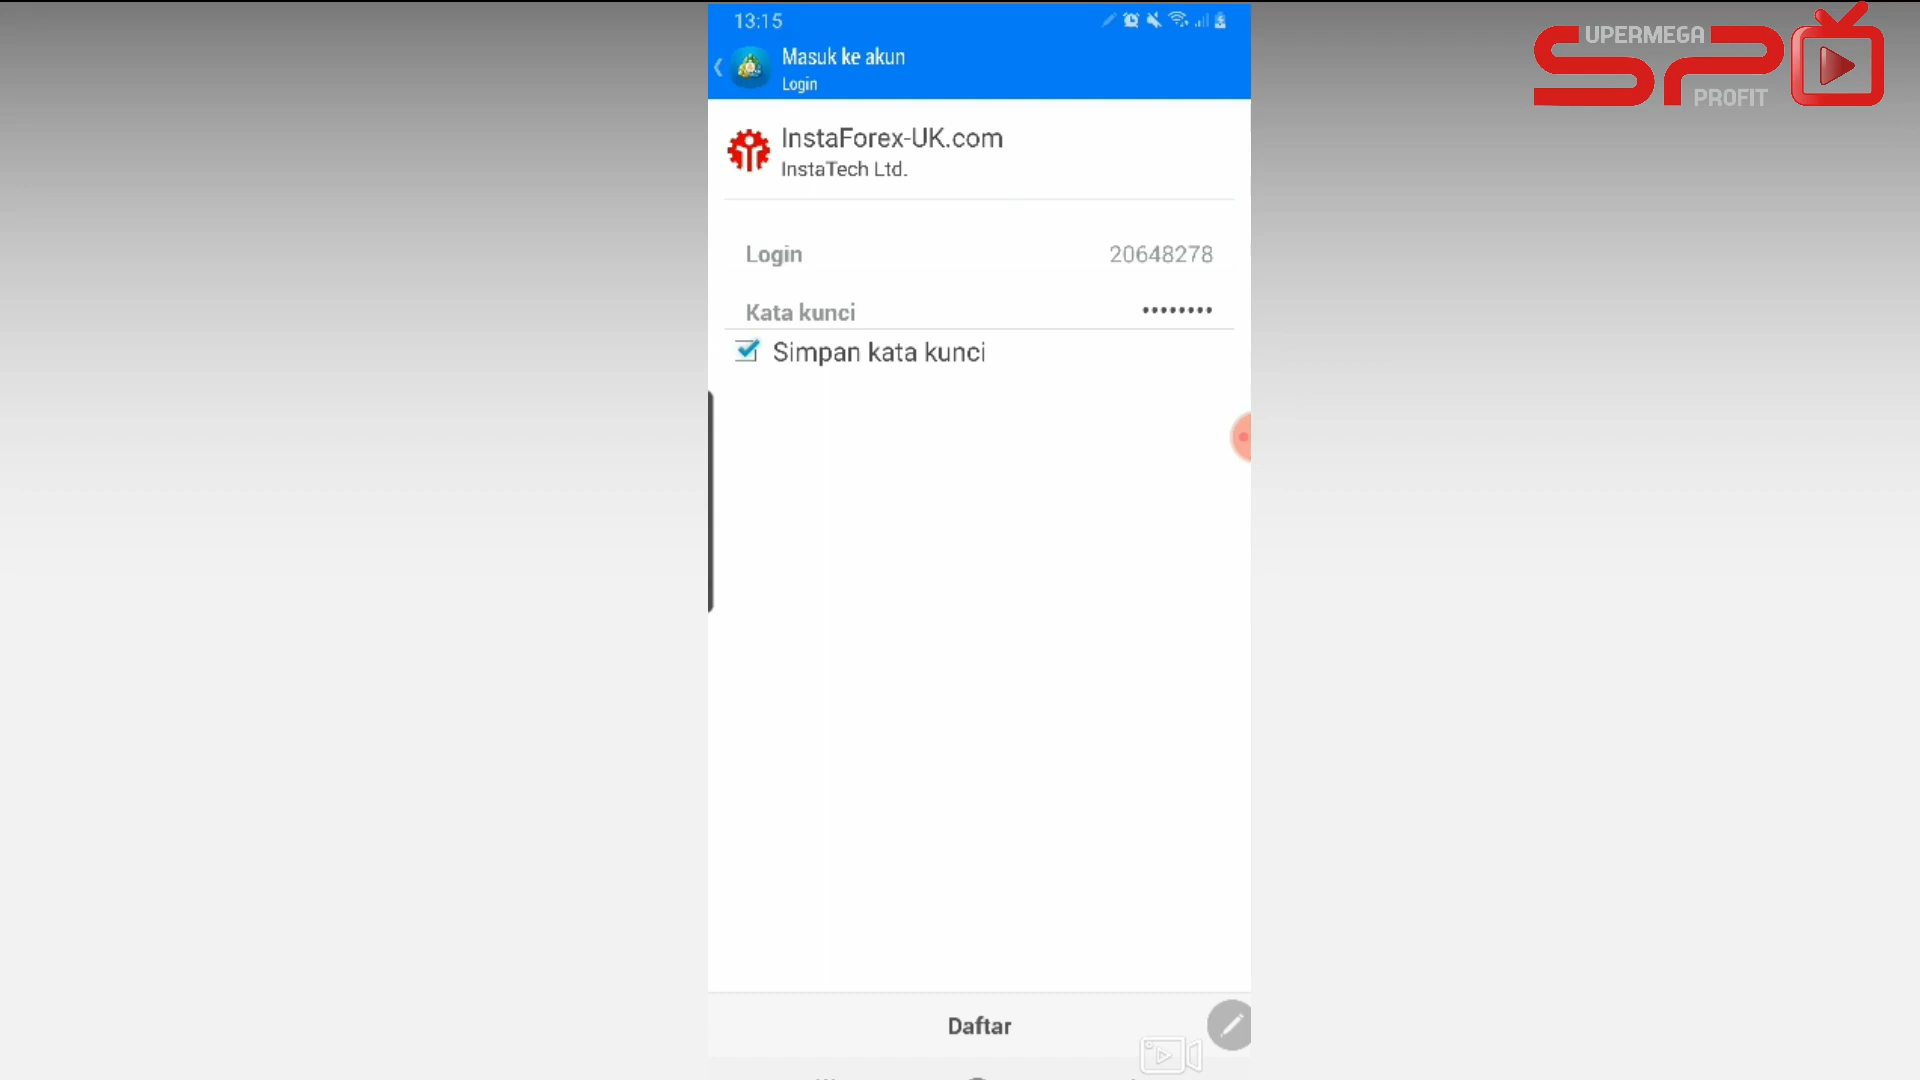 13:15
Masuk ke akun
Login
InstaForex-UK.com
InstaTech Ltd.
Login 20648278
Kata kunci ••••••••
Simpan kata kunci
Daftar
SUPERMEGA
PROFIT